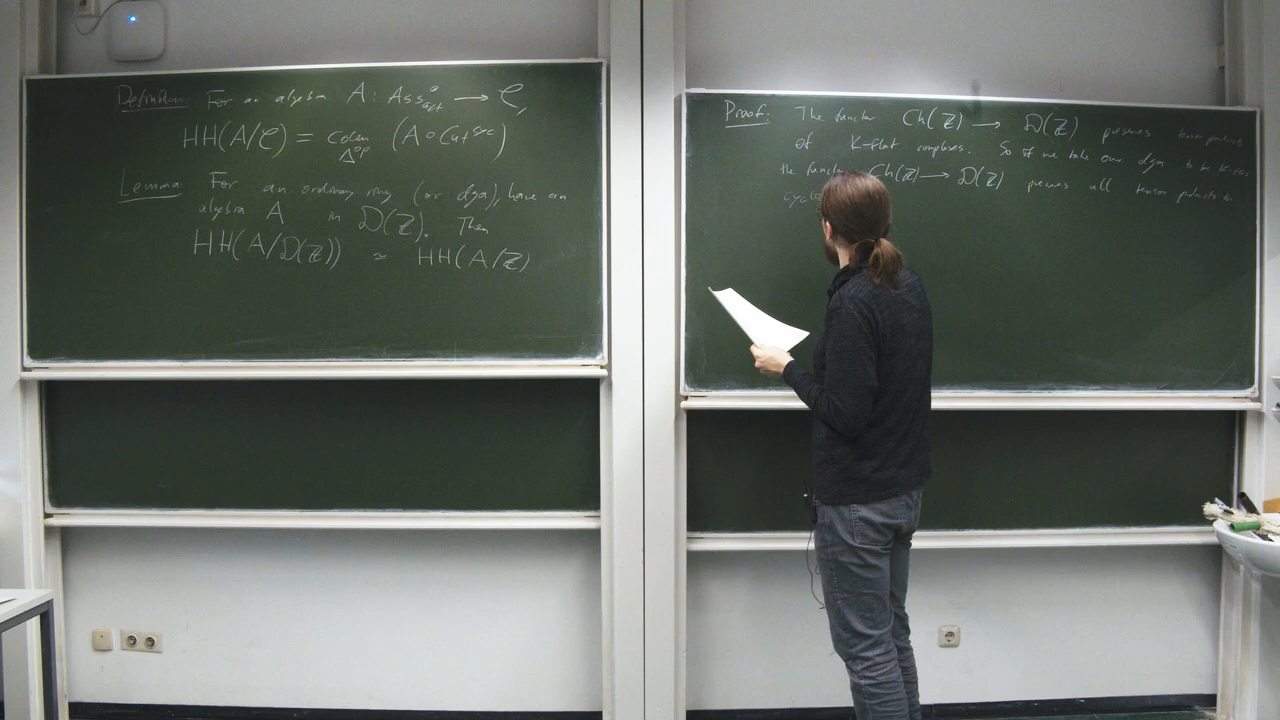 Definition: For an algebra A : Ass^⊗_act → 𝒞,
HH(A/𝒞) = colim_{Δ^op} (A ∘ Cut^cyc)
Lemma: For an ordinary ring (or dga), have an
algebra A in 𝒟(ℤ). Then
HH(A/𝒟(ℤ)) ≃ HH(A/ℤ)
Proof: The functor Ch(ℤ) → 𝒟(ℤ) preserves tensor products
of K-flat complexes. So if we take our dga to be K-flat
the functor Ch(ℤ) → 𝒟(ℤ) preserves all tensor products in